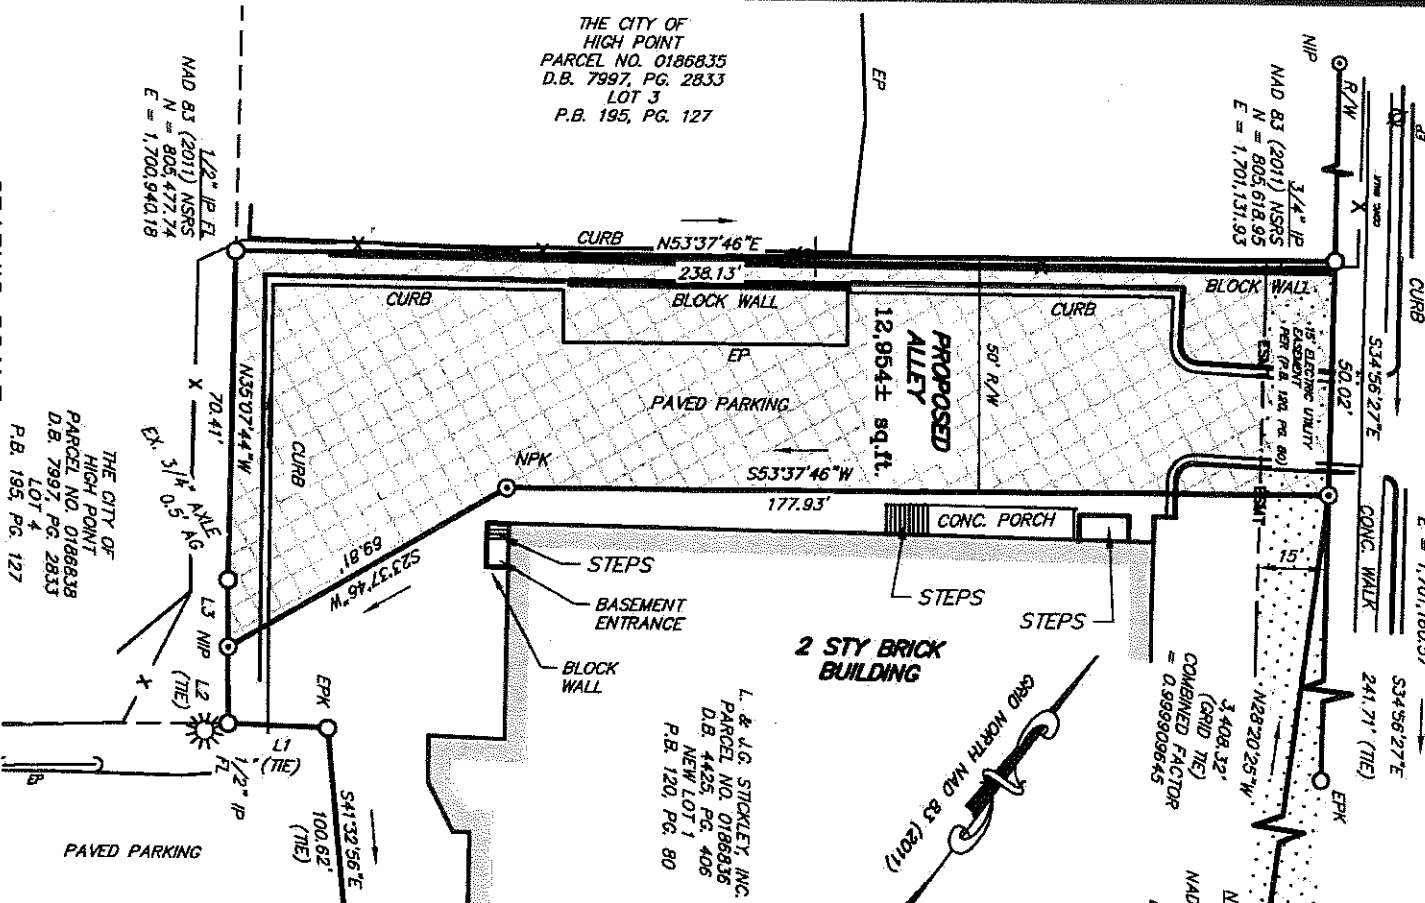 THE CITY OF
HIGH POINT
PARCEL NO. 0186835
D.B. 7997, PG. 2833
LOT 3
P.B. 195, PG. 127
EP
NIP
R/W
X
3/4" IP
NAD 83 (2011) NSRS
N = 805,618.95
E = 1,701,131.93
CURB
S34°56'27"E
50.02'
1/2" IP FL
NAD 83 (2011) NSRS
N = 805,477.74
E = 1,700,940.18
X
X
X
CURB
N53°37'46"E
238.13'
CURB
BLOCK WALL
CURB
BLOCK WALL
15' ELECTRIC UTILITY
EASEMENT
PER (P.B. 120, PG. 80)
ESMT
EP
50' R/W
PROPOSED
ALLEY
12,954± sq.ft.
PAVED PARKING
N35°07'44"W
70.41'
X
CURB
NPK
S53°37'46"W
177.93'
ESMT
15'
CONC. WALK
EX. 3/4" AXLE
0.5' AG
THE CITY OF
HIGH POINT
PARCEL NO. 0186838
D.B. 7997, PG. 2833
LOT 4
P.B. 195, PG. 127
69.81'
S23°37'46"W
STEPS
BASEMENT
ENTRANCE
BLOCK
WALL
CONC. PORCH
STEPS
STEPS
2 STY BRICK
BUILDING
L3
NIP
L2
(TIE)
X
EPK
L1
(TIE)
1/2" IP
FL
EP
S41°32'56"E
100.62'
(TIE)
PAVED PARKING
L. & J.G. STICKLEY, INC.
PARCEL NO. 0186836
D.B. 4425, PG. 406
NEW LOT 1
P.B. 120, PG. 80
GRID NORTH NAD 83 (2011)
N28°20'25"W
3,408.32'
(GRID TIE)
COMBINED FACTOR
= 0.999909645
S34°56'27"E
241.71' (TIE)
EPK
NAD